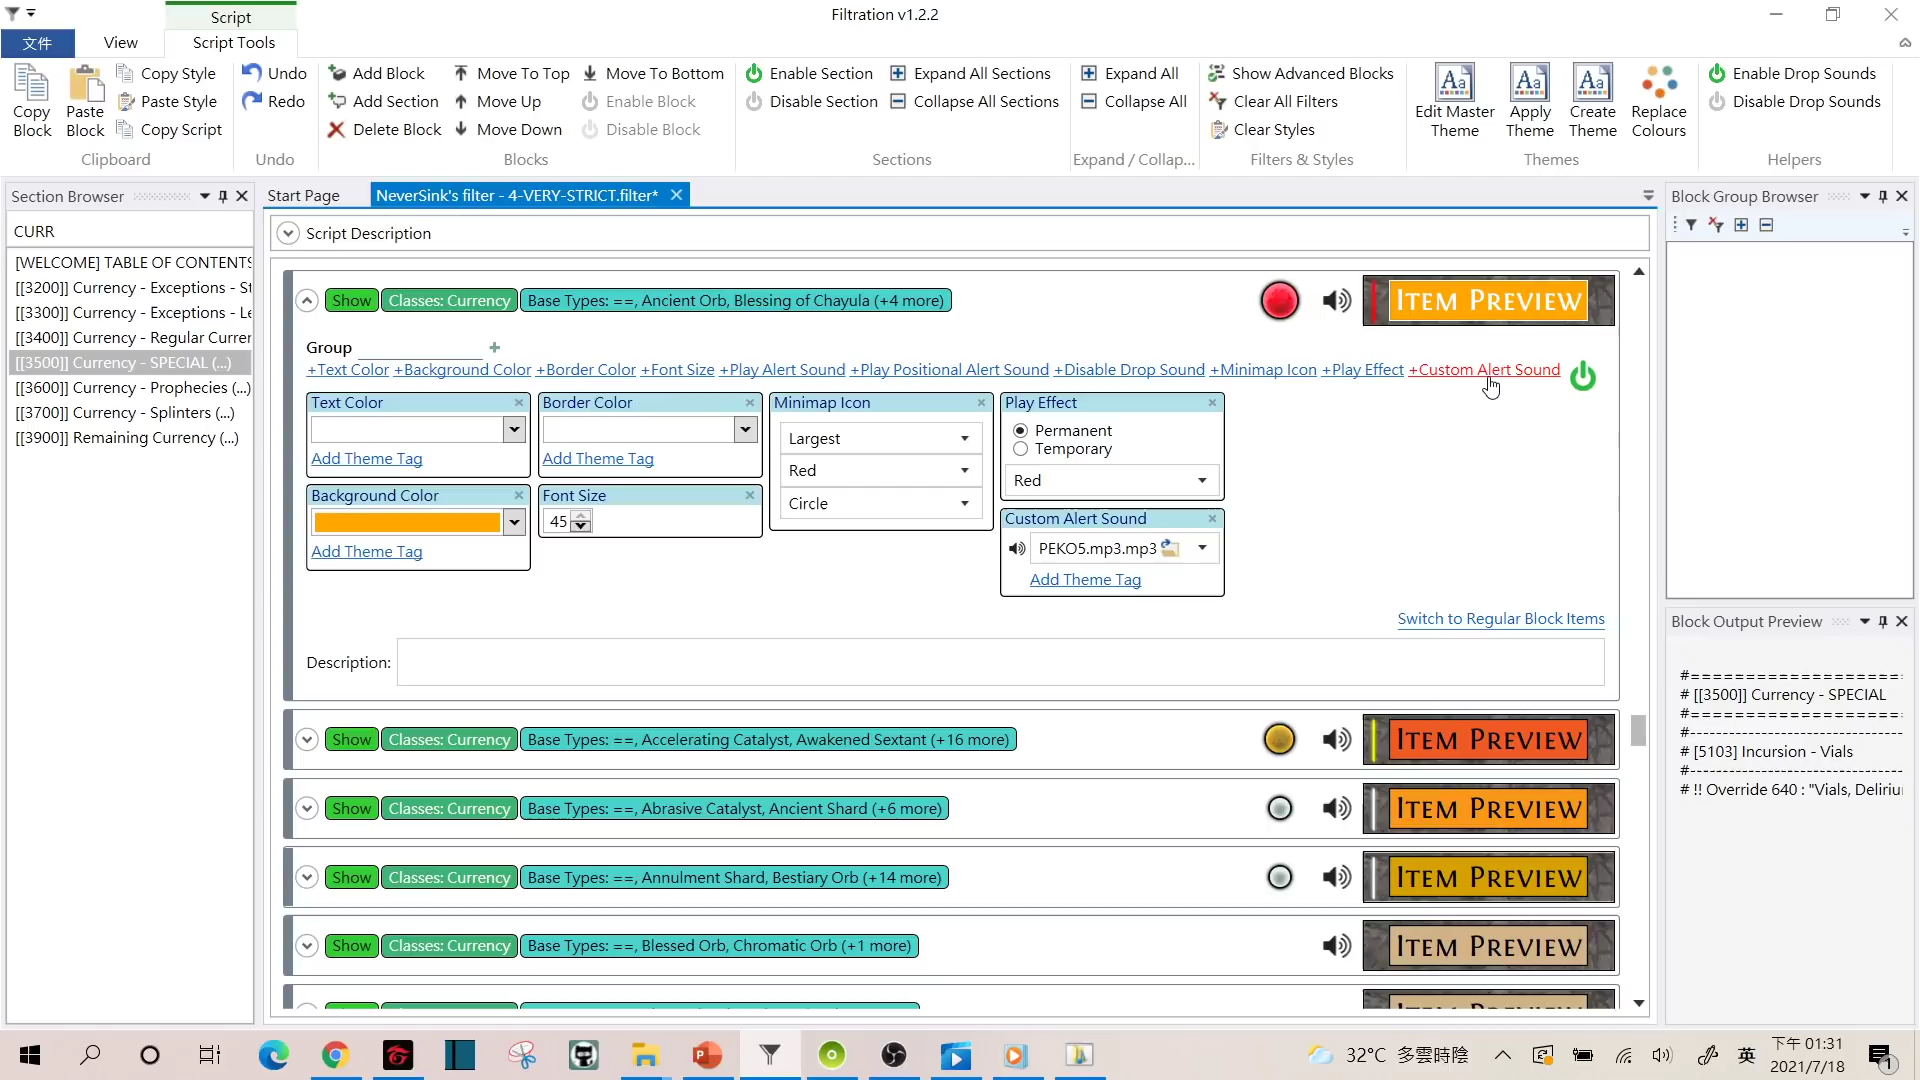 Script
Filtration v1.2.2
文件
View
Script Tools
Copy Block
Paste Block
Copy Style
Paste Style
Copy Script
Clipboard
Undo
Redo
Undo
Add Block
Add Section
Delete Block
Move To Top
Move Up
Move Down
Move To Bottom
Enable Block
Disable Block
Blocks
Enable Section
Disable Section
Expand All Sections
Collapse All Sections
Sections
Expand All
Collapse All
Expand / Collap...
Show Advanced Blocks
Clear All Filters
Clear Styles
Filters & Styles
Edit Master Theme
Apply Theme
Create Theme
Replace Colours
Themes
Enable Drop Sounds
Disable Drop Sounds
Helpers
Section Browser
CURR
[WELCOME] TABLE OF CONTENTS
[[3200]] Currency - Exceptions - St
[[3300]] Currency - Exceptions - Le
[[3400]] Currency - Regular Currer
[[3500]] Currency - SPECIAL (...)
[[3600]] Currency - Prophecies (...)
[[3700]] Currency - Splinters (...)
[[3900]] Remaining Currency (...)
Start Page
NeverSink's filter - 4-VERY-STRICT.filter*
Script Description
Show Classes: Currency Base Types: ==, Ancient Orb, Blessing of Chayula (+4 more)
ITEM PREVIEW
Group
+Text Color +Background Color +Border Color +Font Size +Play Alert Sound +Play Positional Alert Sound +Disable Drop Sound +Minimap Icon +Play Effect +Custom Alert Sound
Text Color
Add Theme Tag
Background Color
Add Theme Tag
Border Color
Add Theme Tag
Font Size
45
Minimap Icon
Largest
Red
Circle
Play Effect
Permanent
Temporary
Red
Custom Alert Sound
PEKO5.mp3.mp3
Add Theme Tag
Switch to Regular Block Items
Description:
Show Classes: Currency Base Types: ==, Accelerating Catalyst, Awakened Sextant (+16 more)
ITEM PREVIEW
Show Classes: Currency Base Types: ==, Abrasive Catalyst, Ancient Shard (+6 more)
ITEM PREVIEW
Show Classes: Currency Base Types: ==, Annulment Shard, Bestiary Orb (+14 more)
ITEM PREVIEW
Show Classes: Currency Base Types: ==, Blessed Orb, Chromatic Orb (+1 more)
ITEM PREVIEW
Block Group Browser
Block Output Preview
#====================
# [[3500]] Currency - SPECIAL
#====================
#--------------------------------
# [5103] Incursion - Vials
#--------------------------------
# !! Override 640 : "Vials, Deliriu
32°C 多雲時陰
英
下午 01:31
2021/7/18
1